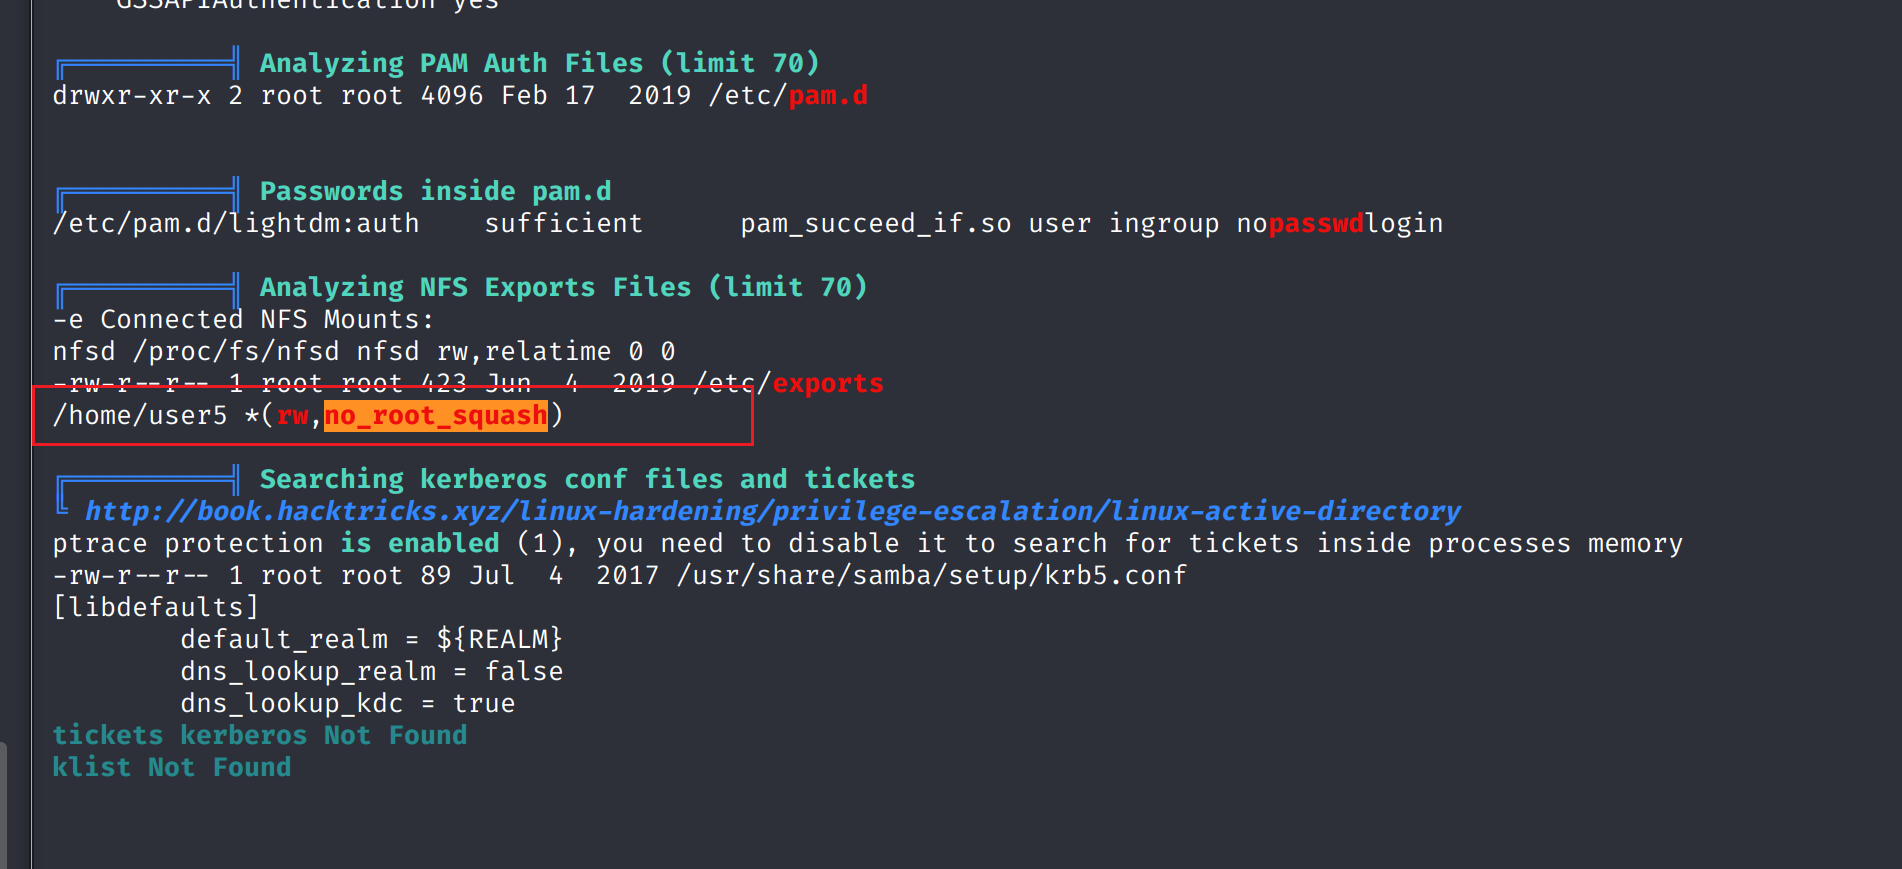 GSSAPIAuthentication yes
╔══════════╣ Analyzing PAM Auth Files (limit 70)
drwxr-xr-x 2 root root 4096 Feb 17  2019 /etc/pam.d
╔══════════╣ Passwords inside pam.d
/etc/pam.d/lightdm:auth    sufficient      pam_succeed_if.so user ingroup nopasswdlogin
╔══════════╣ Analyzing NFS Exports Files (limit 70)
-e Connected NFS Mounts:
nfsd /proc/fs/nfsd nfsd rw,relatime 0 0
-rw-r--r-- 1 root root 423 Jun  4  2019 /etc/exports
/home/user5 *(rw,no_root_squash)
╔══════════╣ Searching kerberos conf files and tickets
╚ http://book.hacktricks.xyz/linux-hardening/privilege-escalation/linux-active-directory
ptrace protection is enabled (1), you need to disable it to search for tickets inside processes memory
-rw-r--r-- 1 root root 89 Jul  4  2017 /usr/share/samba/setup/krb5.conf
[libdefaults]
        default_realm = ${REALM}
        dns_lookup_realm = false
        dns_lookup_kdc = true
tickets kerberos Not Found
klist Not Found